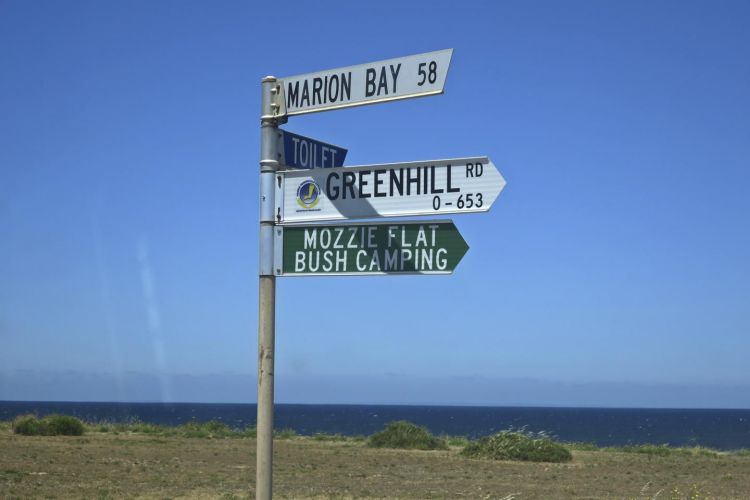 MARION BAY 58
TOILET
GREENHILL RD
0-653
MOZZIE FLAT
BUSH CAMPING